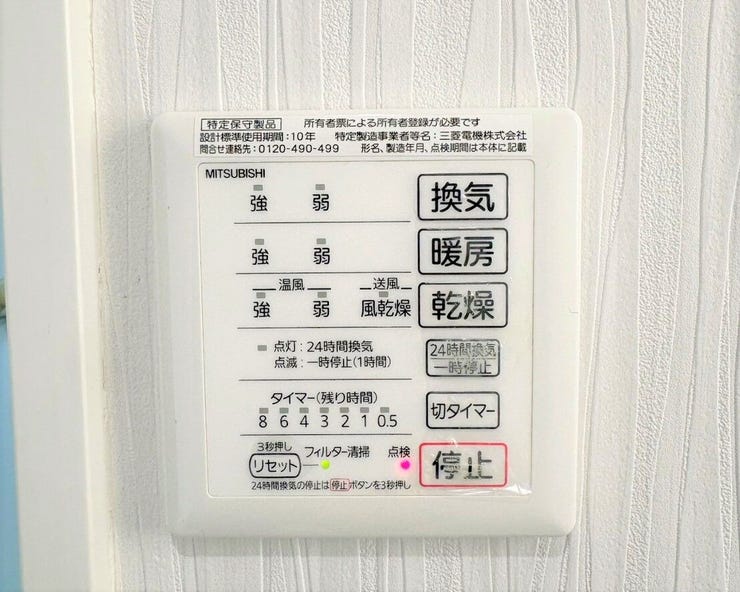 特定保守製品 所有者票による所有者登録が必要です
設計標準使用期間:10年 特定製造事業者等名:三菱電機株式会社
問合せ連絡先:0120-490-499 形名、製造年月、点検期間は本体に記載
MITSUBISHI
強 弱 換気
強 弱 暖房
温風 送風
強 弱 風乾燥 乾燥
点灯:24時間換気
点滅:一時停止(1時間)
24時間換気
一時停止
タイマー(残り時間)
8 6 4 3 2 1 0.5
切タイマー
3秒押し
リセット フィルター清掃 点検 停止
24時間換気の停止は停止ボタンを3秒押し